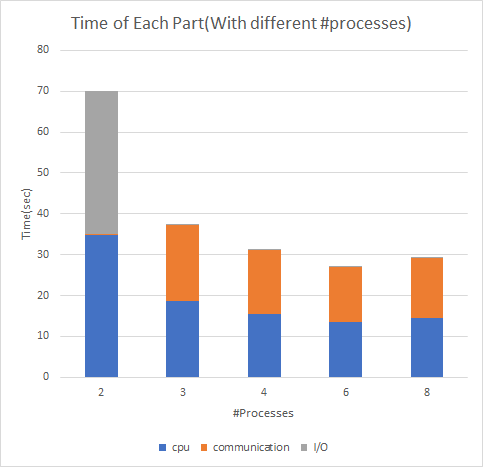 Time of Each Part(With different #processes)
80
70
60
50
40
30
20
10
0
Time(sec)
2 3 4 6 8
#Processes
cpu communication I/O